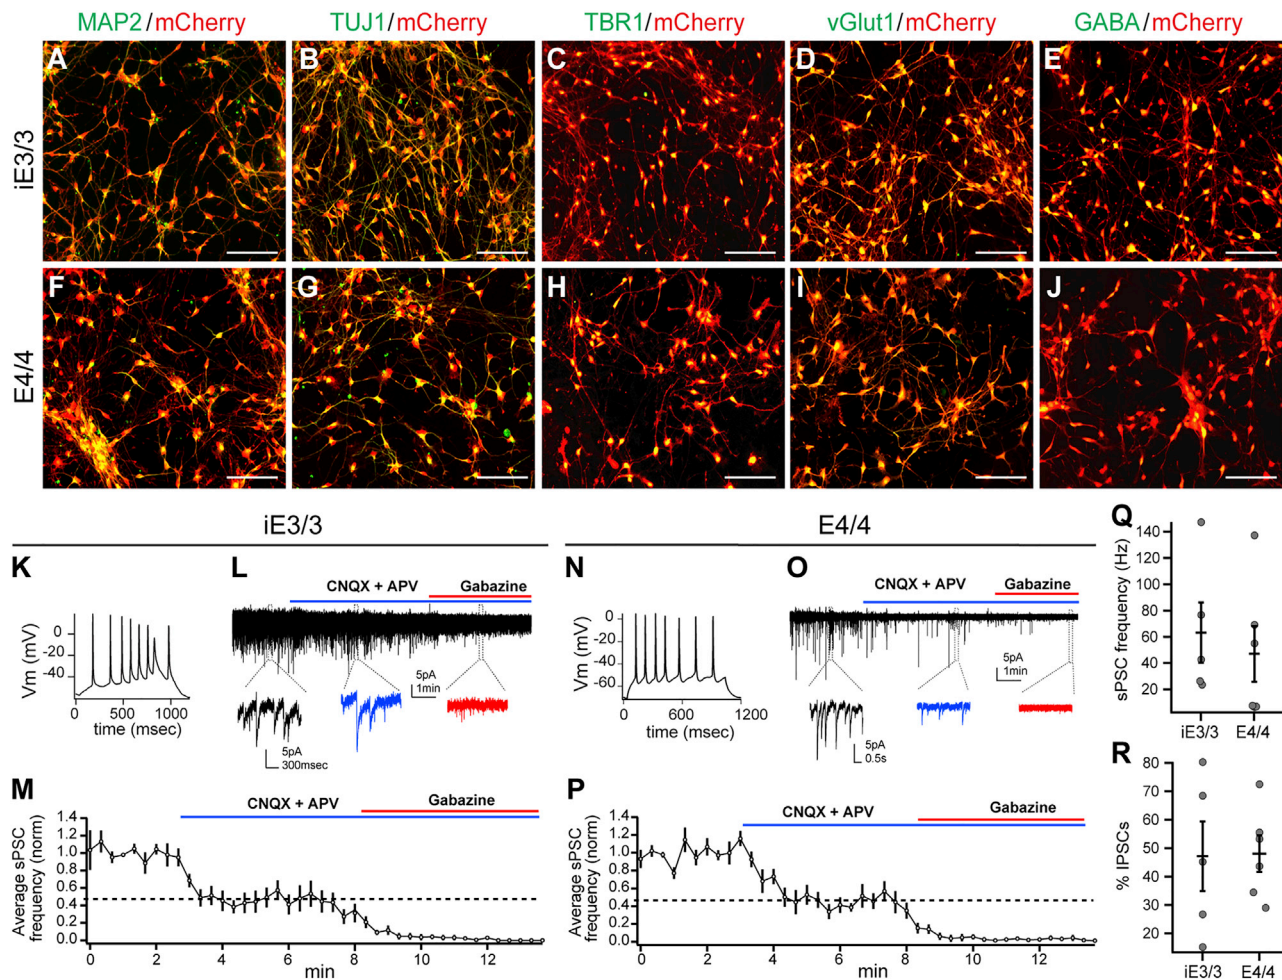 MAP2/mCherry TUJ1/mCherry TBR1/mCherry vGlut1/mCherry GABA/mCherry
iE3/3
A B C D E
E4/4
F G H I J
iE3/3 E4/4
K
0
-20
-40
Vm (mV)
0 500 1000
time (msec)
L
CNQX + APV
Gabazine
5pA
1min
5pA
300msec
N
0
-20
-40
-60
Vm (mV)
0 600 1200
time (msec)
O
CNQX + APV
Gabazine
5pA
1min
5pA
0.5s
Q
140
120
100
80
60
40
20
sPSC frequency (Hz)
iE3/3 E4/4
M
CNQX + APV
Gabazine
1.4
1.2
1.0
0.8
0.6
0.4
0.2
0.0
Average sPSC
frequency (norm)
0 2 4 6 8 10 12
min
P
CNQX + APV
Gabazine
1.4
1.2
1.0
0.8
0.6
0.4
0.2
0.0
Average sPSC
frequency (norm)
0 2 4 6 8 10 12
min
R
80
70
60
50
40
30
20
% IPSCs
iE3/3 E4/4